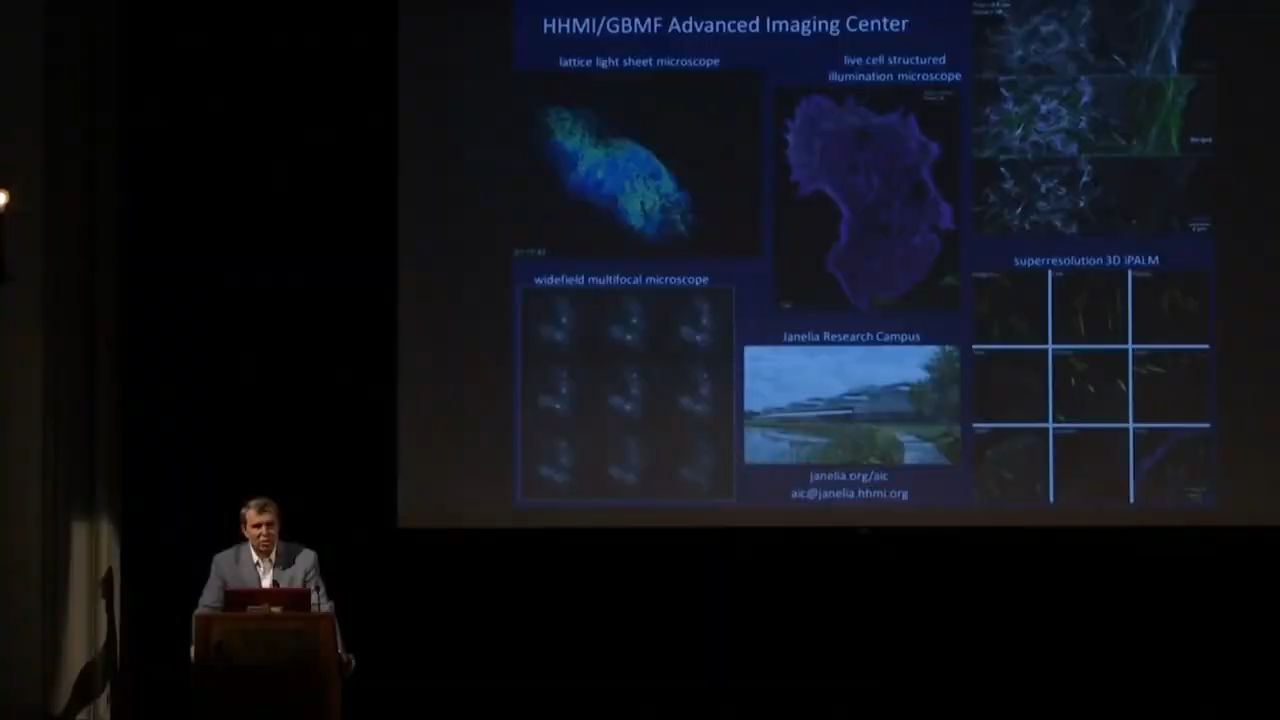 HHMI/GBMF Advanced Imaging Center
lattice light sheet microscope
live cell structured
illumination microscope
Merged
superresolution 3D iPALM
widefield multifocal microscope
Janelia Research Campus
janelia.org/aic
aic@janelia.hhmi.org